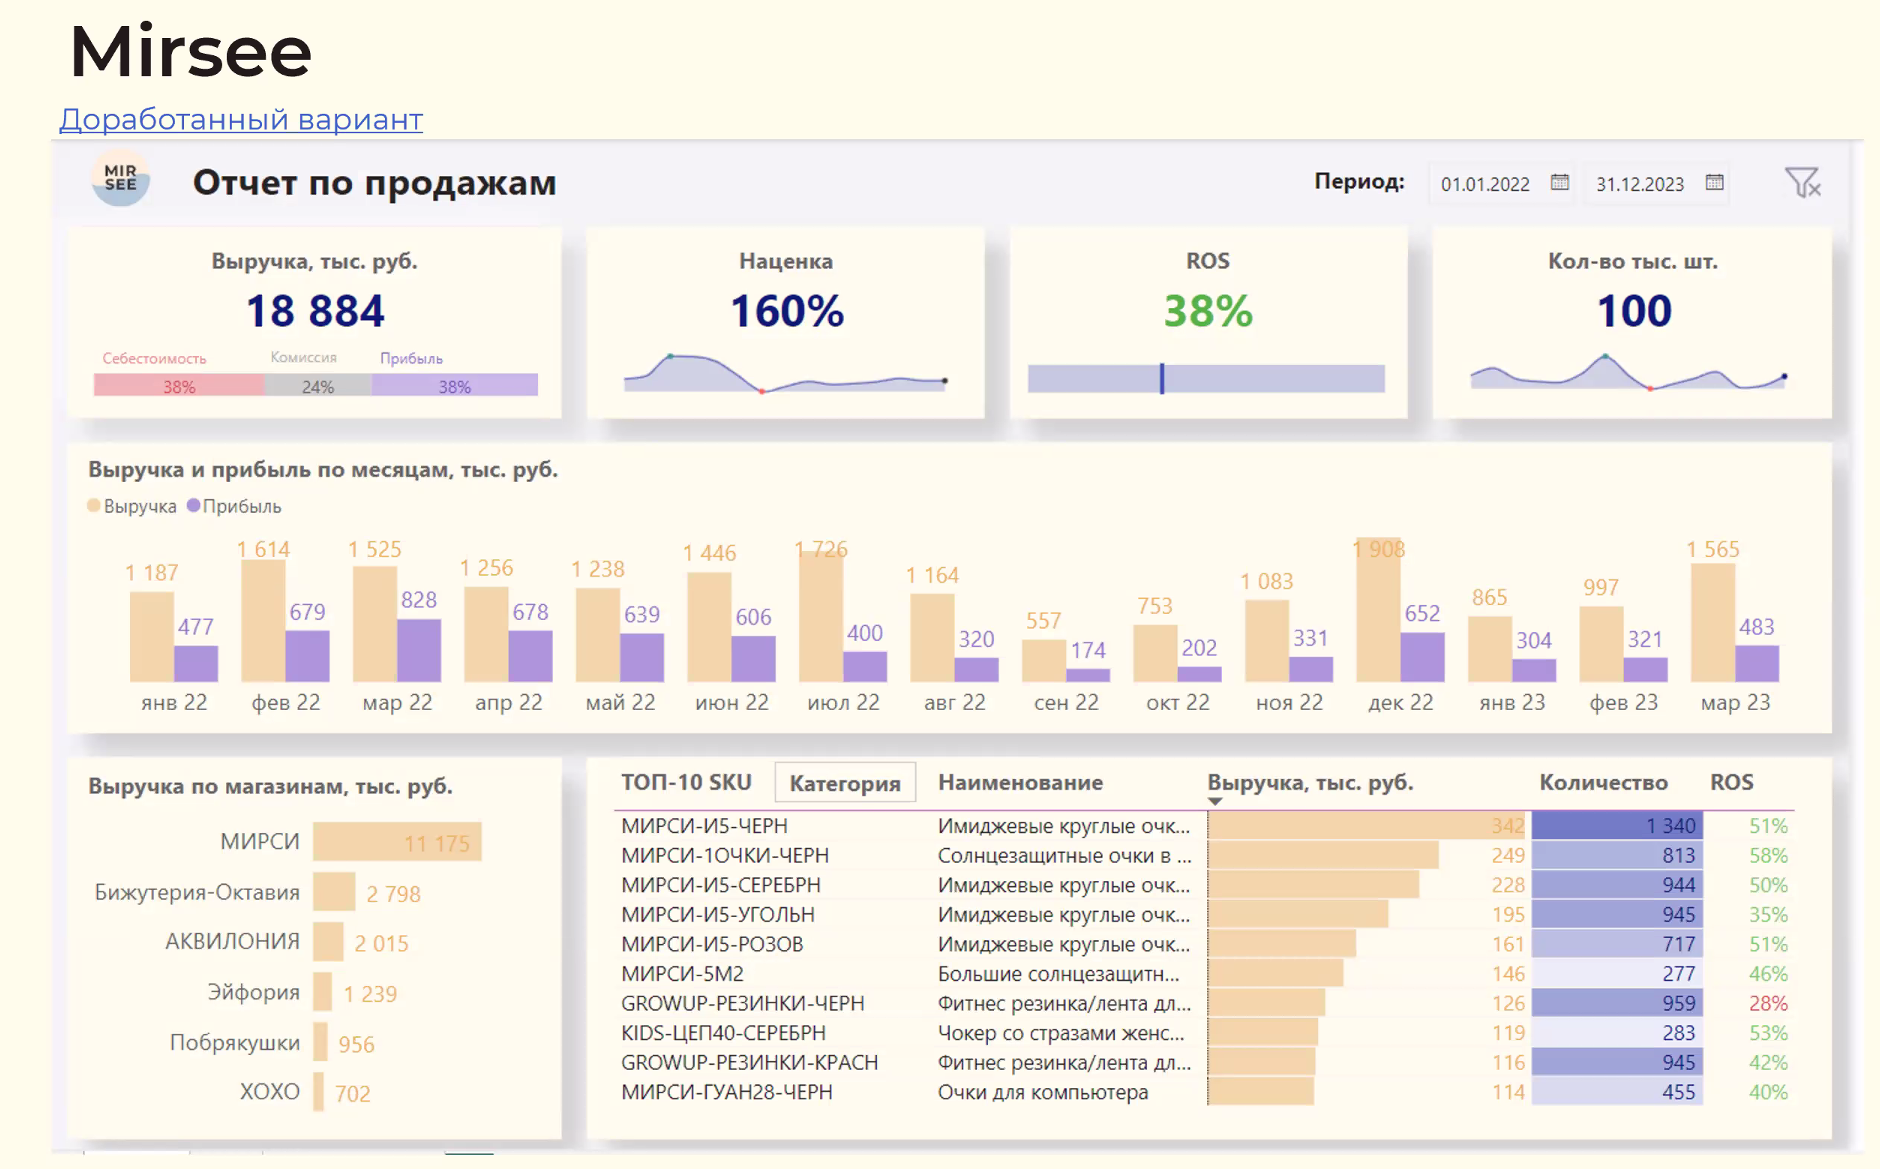 Mirsee
Доработанный вариант
MIR
SEE
Отчет по продажам
Период:
01.01.2022
31.12.2023
Выручка, тыс. руб.
18 884
Себестоимость Комиссия Прибыль
38% 24% 38%
Наценка
160%
ROS
38%
Кол-во тыс. шт.
100
Выручка и прибыль по месяцам, тыс. руб.
Выручка Прибыль
1 187 477 янв 22
1 614 679 фев 22
1 525 828 мар 22
1 256 678 апр 22
1 238 639 май 22
1 446 606 июн 22
1 726 400 июл 22
1 164 320 авг 22
557 174 сен 22
753 202 окт 22
1 083 331 ноя 22
1 908 652 дек 22
865 304 янв 23
997 321 фев 23
1 565 483 мар 23
Выручка по магазинам, тыс. руб.
МИРСИ 11 175
Бижутерия-Октавия 2 798
АКВИЛОНИЯ 2 015
Эйфория 1 239
Побрякушки 956
ХОХО 702
ТОП-10 SKU Категория Наименование Выручка, тыс. руб. Количество ROS
МИРСИ-И5-ЧЕРН Имиджевые круглые очк... 342 1 340 51%
МИРСИ-1ОЧКИ-ЧЕРН Солнцезащитные очки в ... 249 813 58%
МИРСИ-И5-СЕРЕБРН Имиджевые круглые очк... 228 944 50%
МИРСИ-И5-УГОЛЬН Имиджевые круглые очк... 195 945 35%
МИРСИ-И5-РОЗОВ Имиджевые круглые очк... 161 717 51%
МИРСИ-5М2 Большие солнцезащитн... 146 277 46%
GROWUP-РЕЗИНКИ-ЧЕРН Фитнес резинка/лента дл... 126 959 28%
KIDS-ЦЕП40-СЕРЕБРН Чокер со стразами женс... 119 283 53%
GROWUP-РЕЗИНКИ-КРАСН Фитнес резинка/лента дл... 116 945 42%
МИРСИ-ГУАН28-ЧЕРН Очки для компьютера 114 455 40%